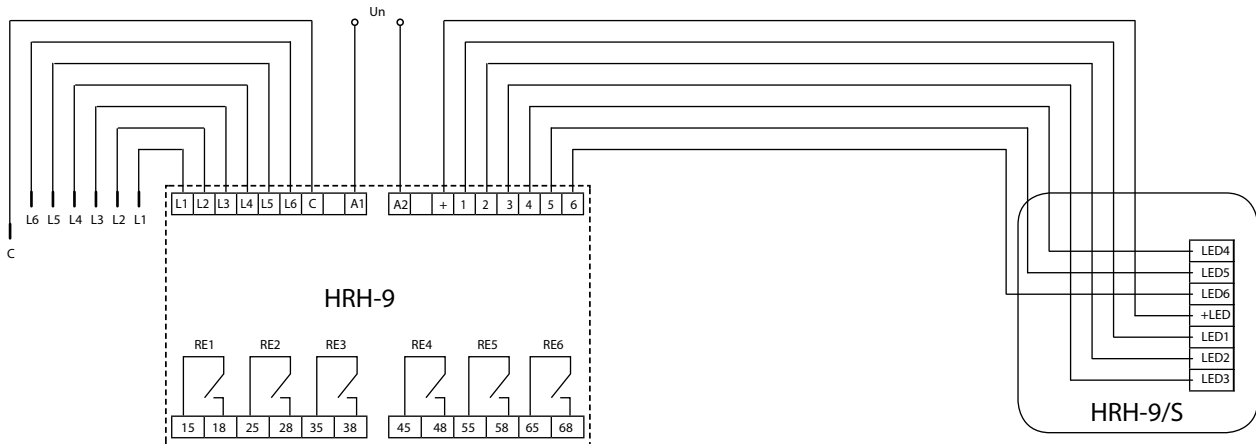 Un
L6 L5 L4 L3 L2 L1
C
L1 L2 L3 L4 L5 L6 C A1
A2 + 1 2 3 4 5 6
HRH-9
RE1 RE2 RE3 RE4 RE5 RE6
15 18 25 28 35 38
45 48 55 58 65 68
LED4
LED5
LED6
+LED
LED1
LED2
LED3
HRH-9/S